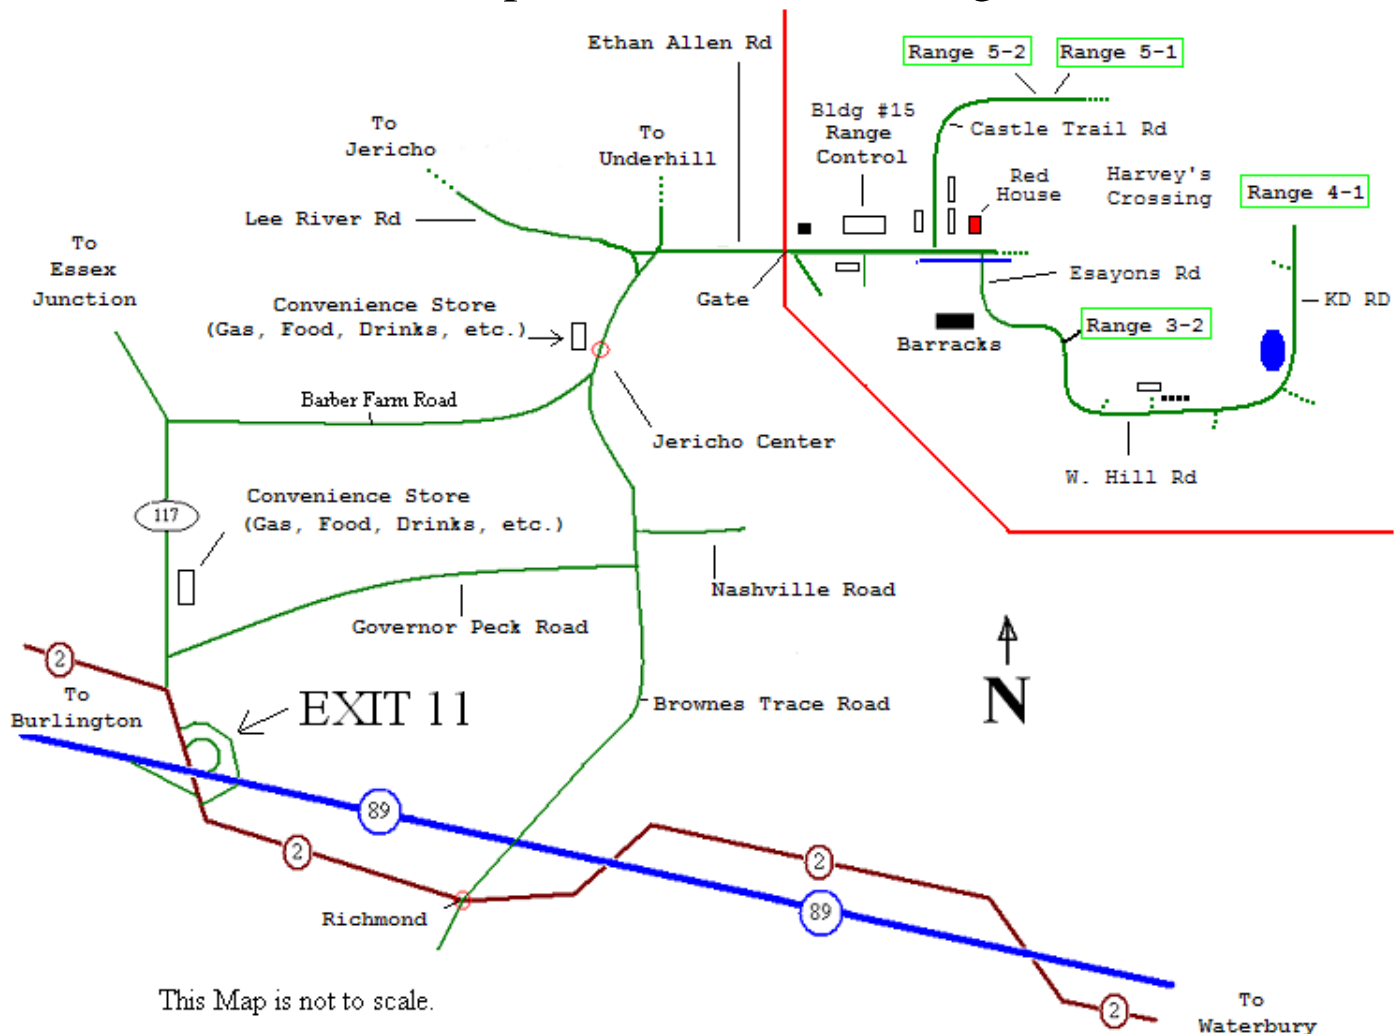 Ethan Allen Rd
Range 5-2
Range 5-1
Bldg #15
Range
Control
Castle Trail Rd
To
Jericho
To
Underhill
Red
House
Harvey's
Crossing
Range 4-1
Lee River Rd
To
Essex
Junction
Esayons Rd
Gate
KD RD
Convenience Store
(Gas, Food, Drinks, etc.)
Range 3-2
Barracks
Barber Farm Road
Jericho Center
W. Hill Rd
Convenience Store
(Gas, Food, Drinks, etc.)
117
Nashville Road
Governor Peck Road
2
To
Burlington
EXIT 11
Brownes Trace Road
N
89
2
2
89
Richmond
This Map is not to scale.
2
To
Waterbury